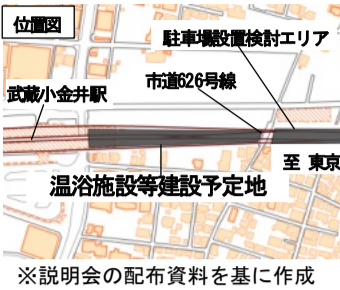 位置図
駐車場設置検討エリア
市道626号線
武蔵小金井駅
至 東京
温浴施設等建設予定地
※説明会の配布資料を基に作成